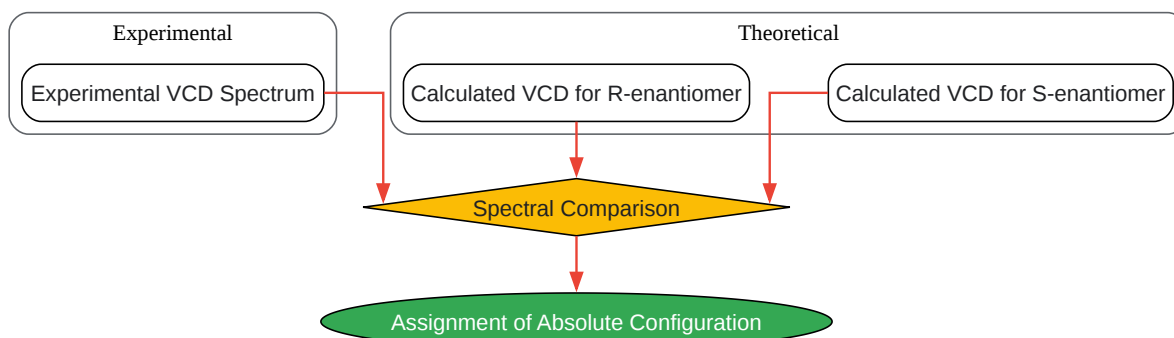 Experimental
Theoretical
Experimental VCD Spectrum
Calculated VCD for R-enantiomer
Calculated VCD for S-enantiomer
Spectral Comparison
Assignment of Absolute Configuration